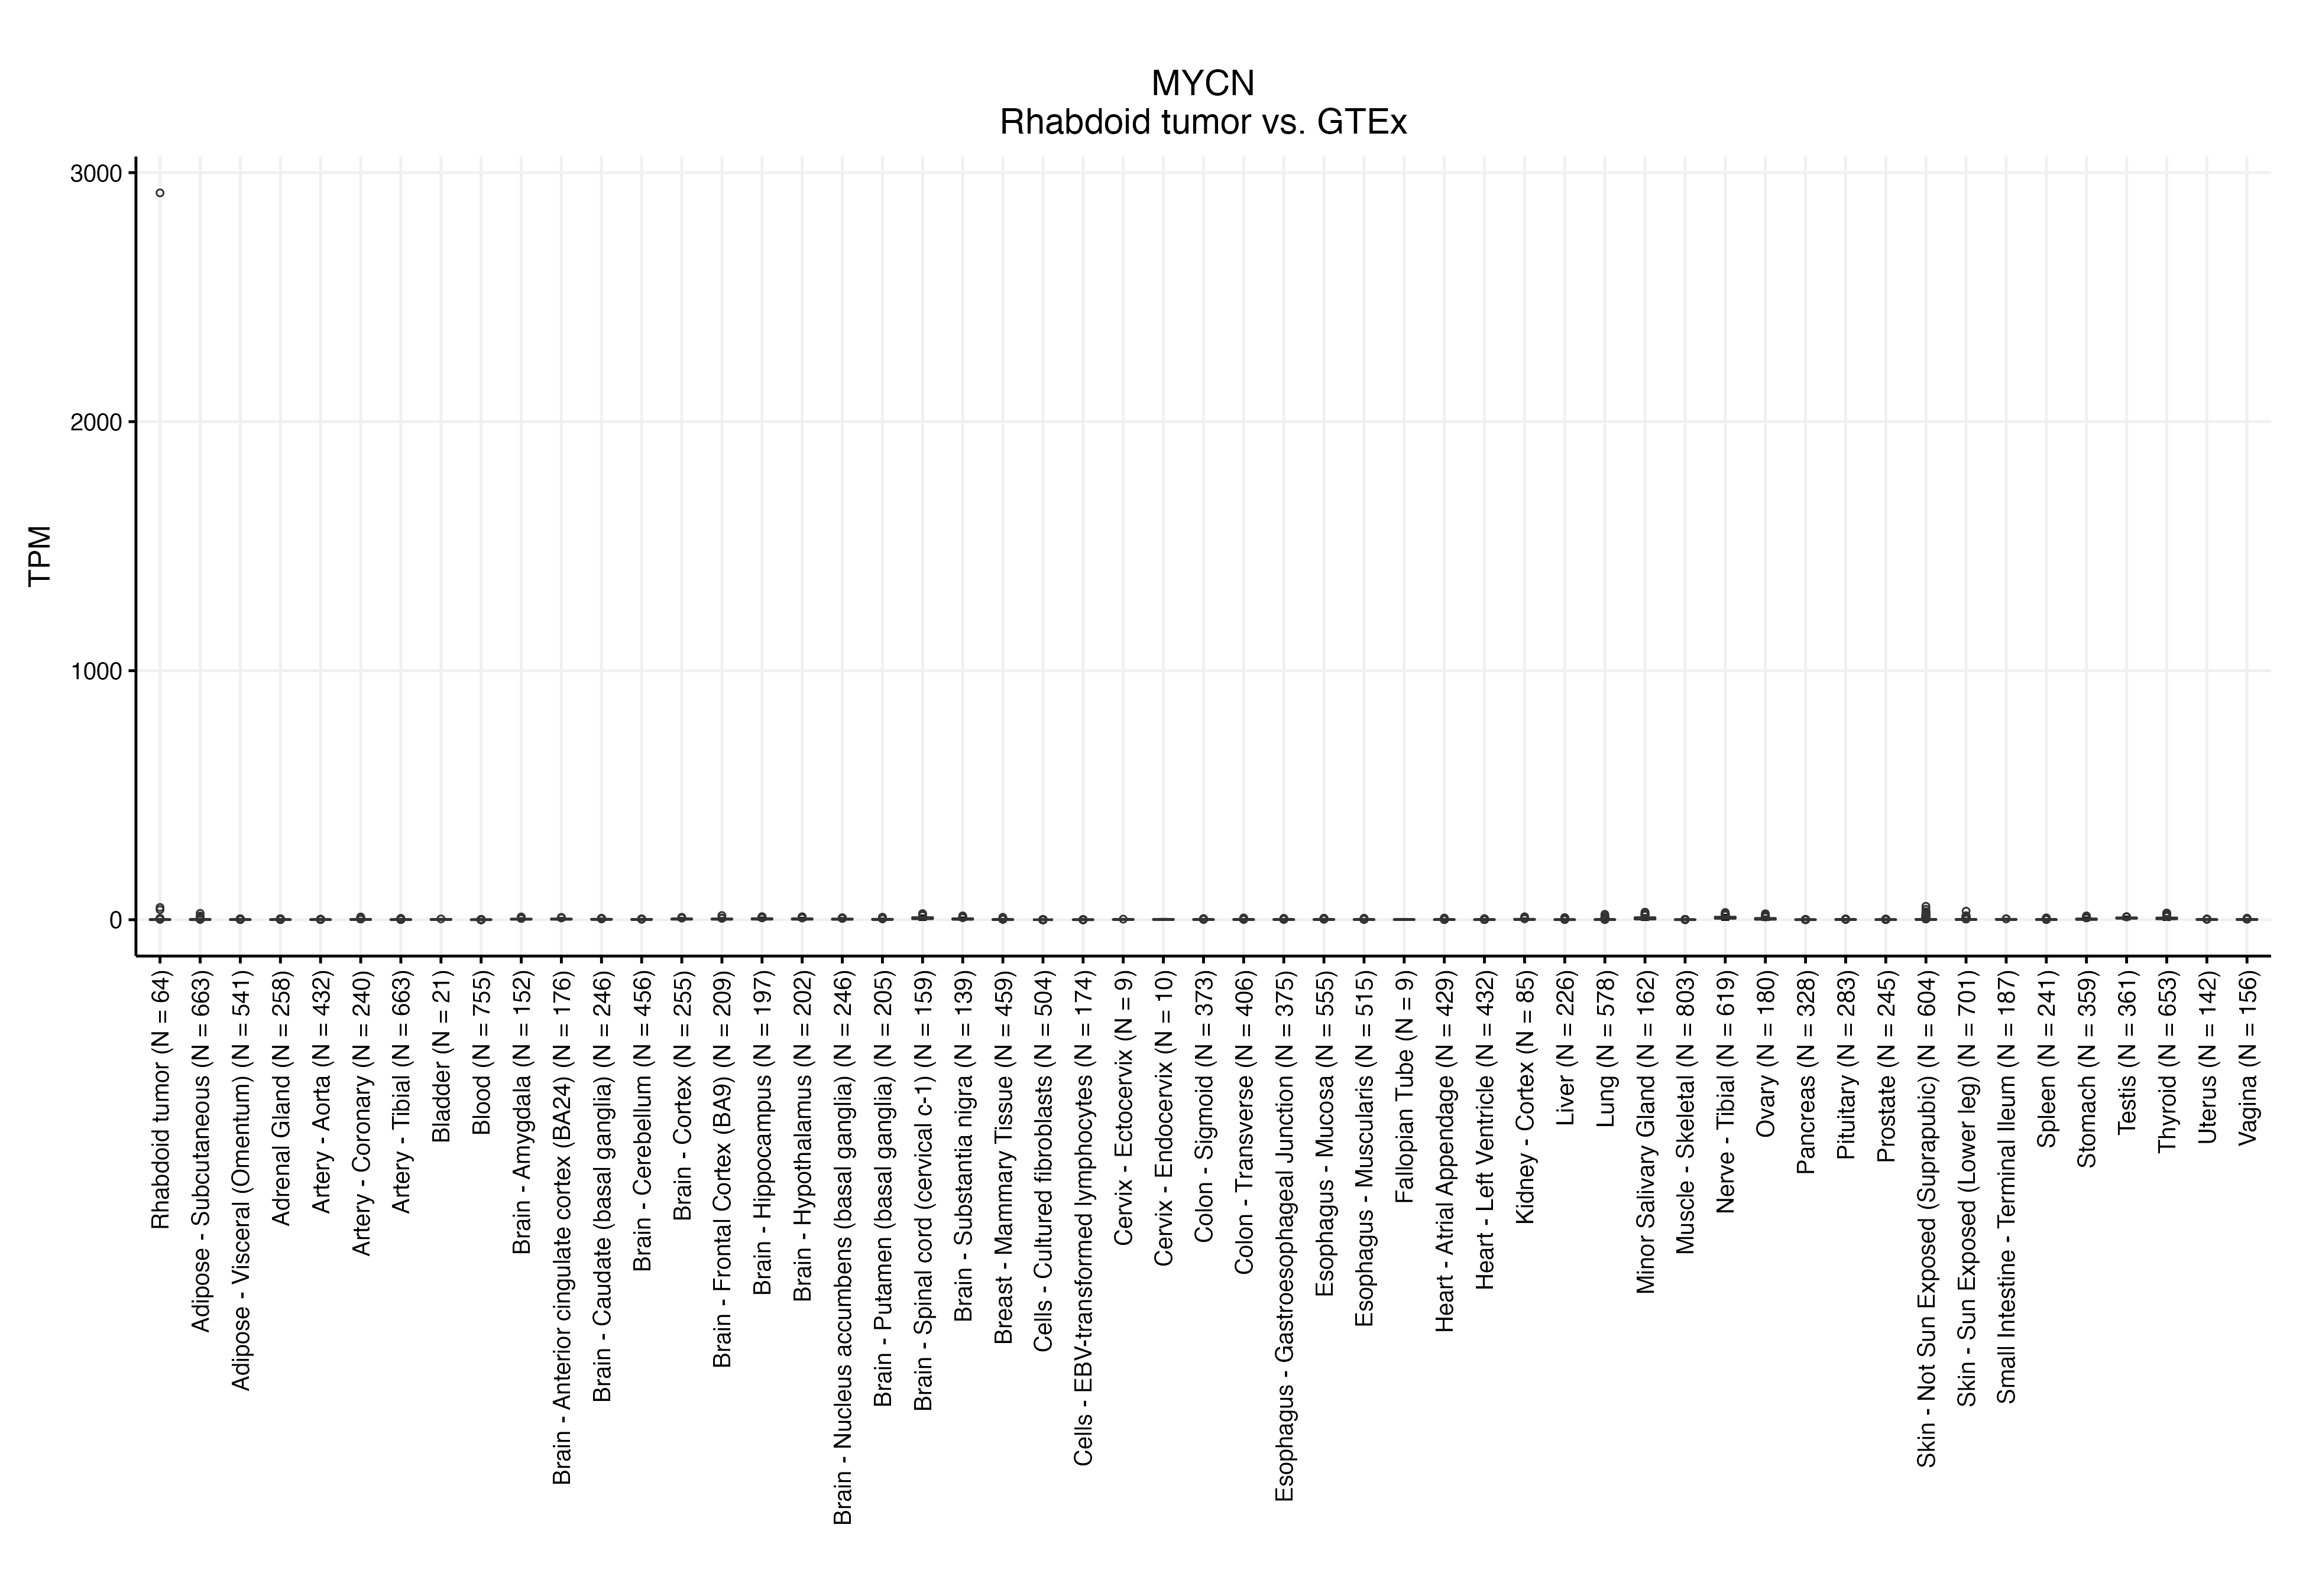 MYCN
Rhabdoid tumor vs. GTEx
TPM
3000
2000
1000
0
Rhabdoid tumor (N = 64)
Adipose - Subcutaneous (N = 663)
Adipose - Visceral (Omentum) (N = 541)
Adrenal Gland (N = 258)
Artery - Aorta (N = 432)
Artery - Coronary (N = 240)
Artery - Tibial (N = 663)
Bladder (N = 21)
Blood (N = 755)
Brain - Amygdala (N = 152)
Brain - Anterior cingulate cortex (BA24) (N = 176)
Brain - Caudate (basal ganglia) (N = 246)
Brain - Cerebellum (N = 456)
Brain - Cortex (N = 255)
Brain - Frontal Cortex (BA9) (N = 209)
Brain - Hippocampus (N = 197)
Brain - Hypothalamus (N = 202)
Brain - Nucleus accumbens (basal ganglia) (N = 246)
Brain - Putamen (basal ganglia) (N = 205)
Brain - Spinal cord (cervical c-1) (N = 159)
Brain - Substantia nigra (N = 139)
Breast - Mammary Tissue (N = 459)
Cells - Cultured fibroblasts (N = 504)
Cells - EBV-transformed lymphocytes (N = 174)
Cervix - Ectocervix (N = 9)
Cervix - Endocervix (N = 10)
Colon - Sigmoid (N = 373)
Colon - Transverse (N = 406)
Esophagus - Gastroesophageal Junction (N = 375)
Esophagus - Mucosa (N = 555)
Esophagus - Muscularis (N = 515)
Fallopian Tube (N = 9)
Heart - Atrial Appendage (N = 429)
Heart - Left Ventricle (N = 432)
Kidney - Cortex (N = 85)
Liver (N = 226)
Lung (N = 578)
Minor Salivary Gland (N = 162)
Muscle - Skeletal (N = 803)
Nerve - Tibial (N = 619)
Ovary (N = 180)
Pancreas (N = 328)
Pituitary (N = 283)
Prostate (N = 245)
Skin - Not Sun Exposed (Suprapubic) (N = 604)
Skin - Sun Exposed (Lower leg) (N = 701)
Small Intestine - Terminal Ileum (N = 187)
Spleen (N = 241)
Stomach (N = 359)
Testis (N = 361)
Thyroid (N = 653)
Uterus (N = 142)
Vagina (N = 156)